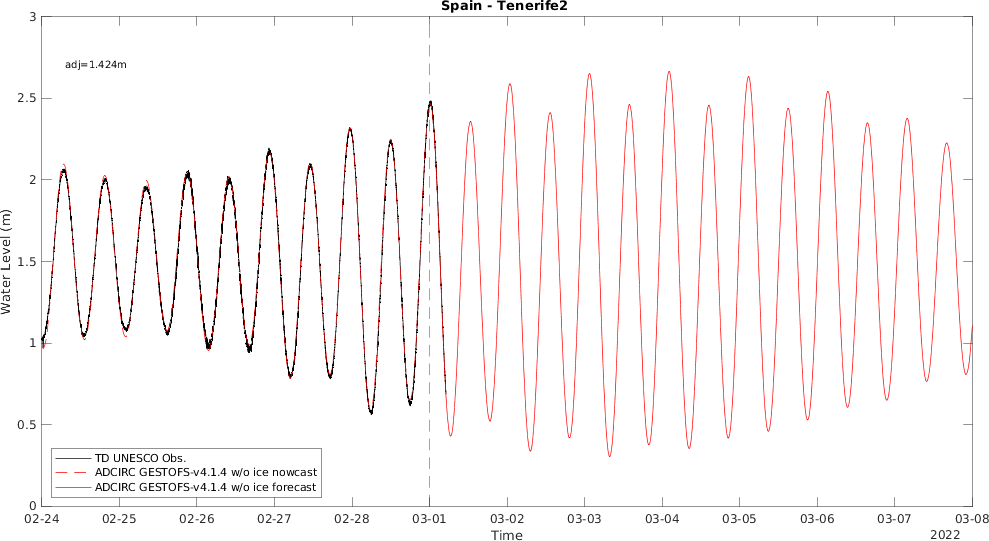 Spain - Tenerife2
adj=1.424m
3
2.5
2
1.5
1
0.5
0
Water Level (m)
TD UNESCO Obs.
ADCIRC GESTOFS-v4.1.4 w/o ice nowcast
ADCIRC GESTOFS-v4.1.4 w/o ice forecast
02-24 02-25 02-26 02-27 02-28 03-01 03-02 03-03 03-04 03-05 03-06 03-07 03-08
Time
2022